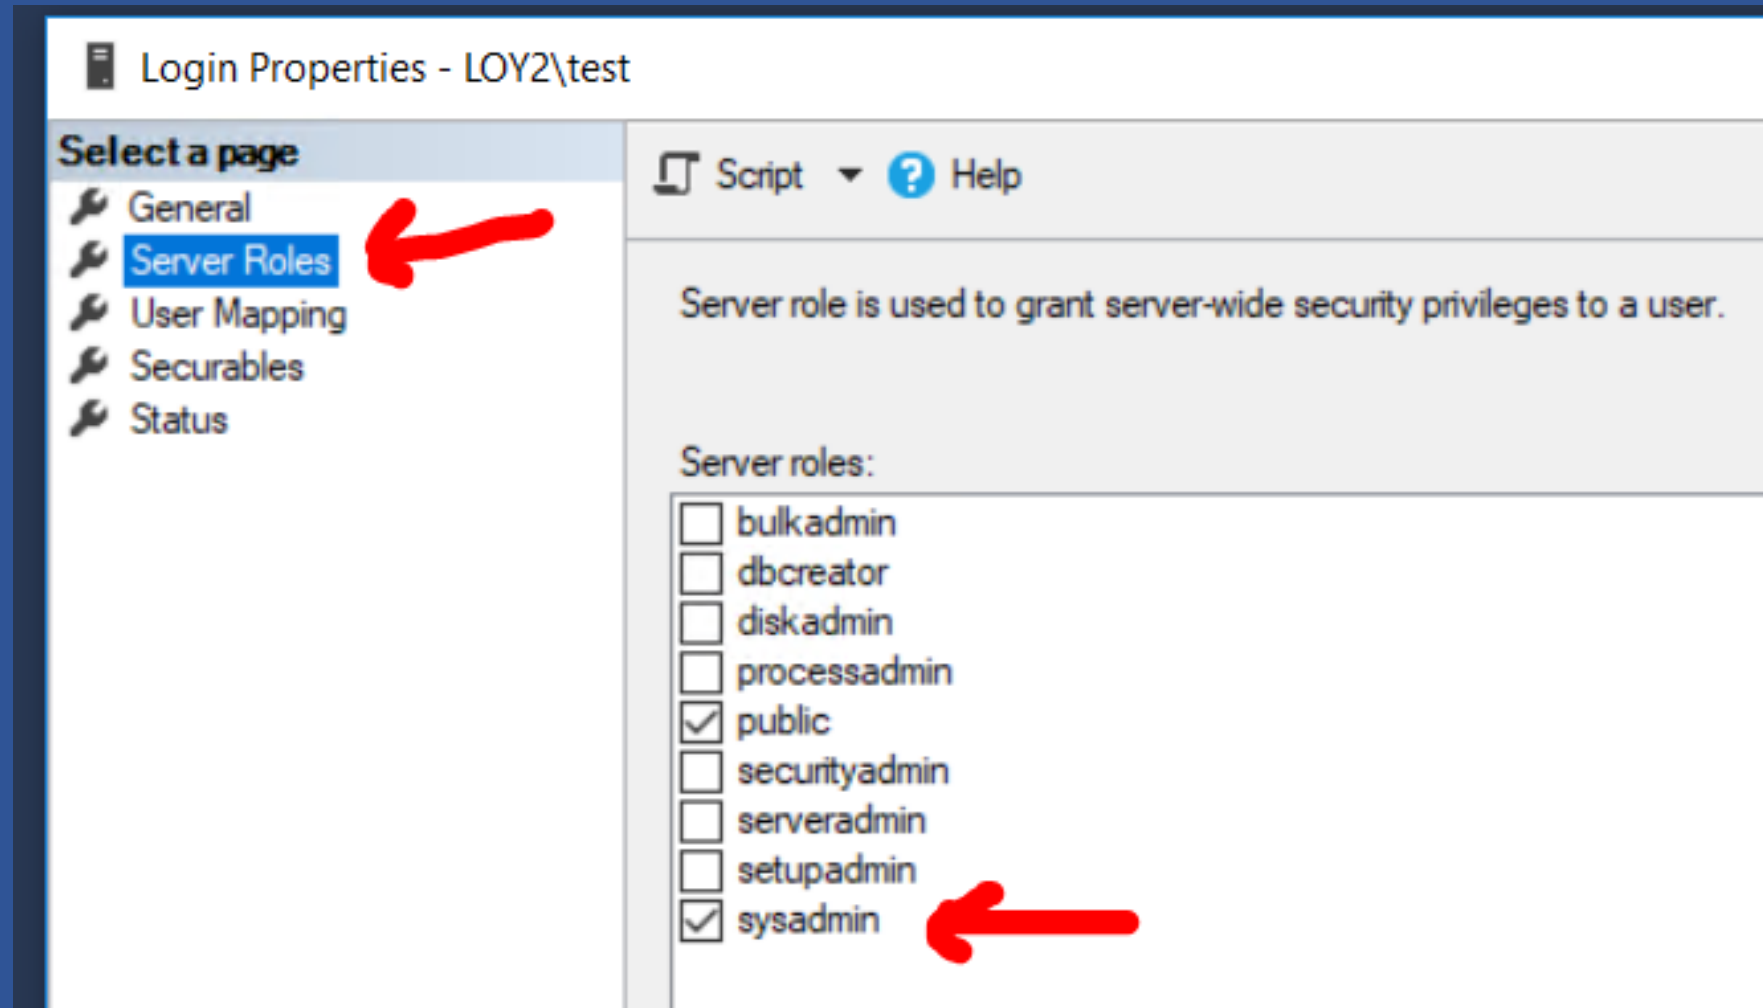 Login Properties - LOY2\test
Select a page
General
Server Roles
User Mapping
Securables
Status
Script
Help
Server role is used to grant server-wide security privileges to a user.
Server roles:
bulkadmin
dbcreator
diskadmin
processadmin
public
securityadmin
serveradmin
setupadmin
sysadmin